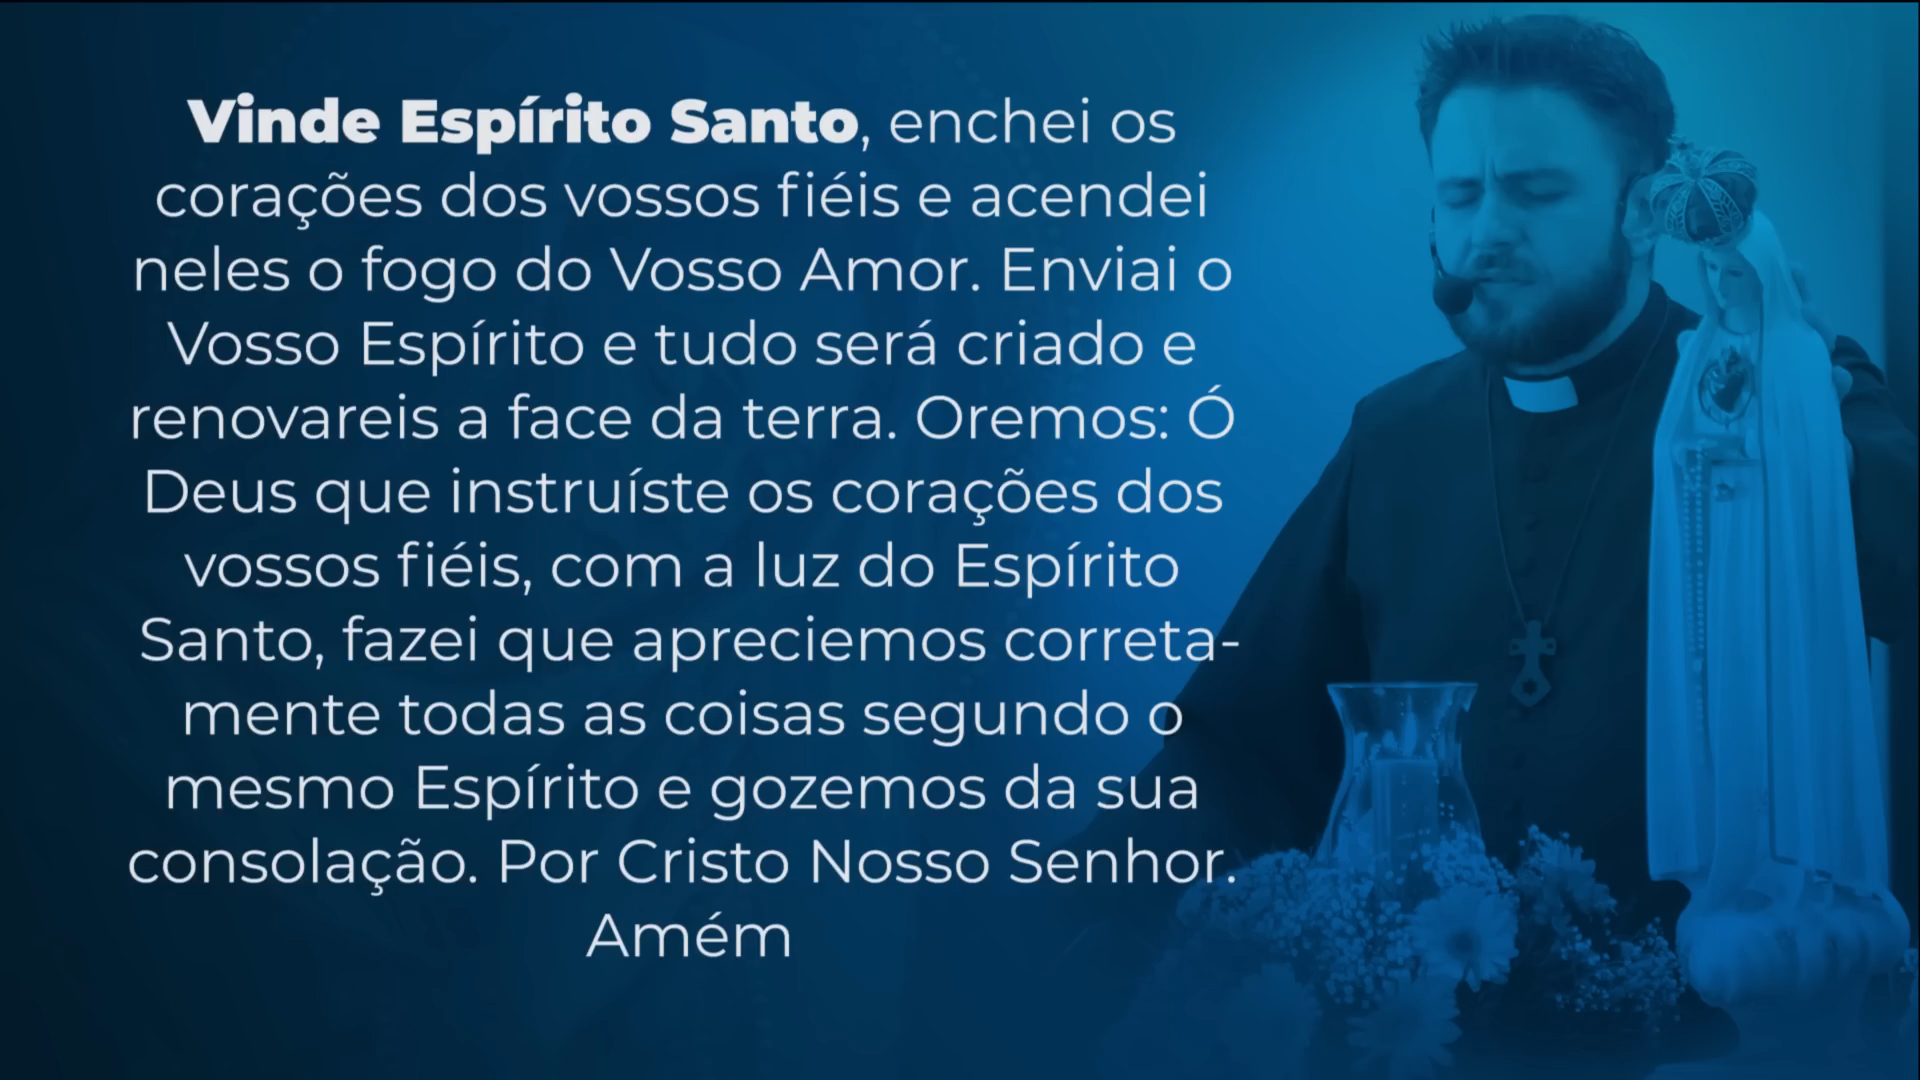 Vinde Espírito Santo, enchei os
corações dos vossos fiéis e acendei
neles o fogo do Vosso Amor. Enviai o
Vosso Espírito e tudo será criado e
renovareis a face da terra. Oremos: Ó
Deus que instruíste os corações dos
vossos fiéis, com a luz do Espírito
Santo, fazei que apreciemos correta-
mente todas as coisas segundo o
mesmo Espírito e gozemos da sua
consolação. Por Cristo Nosso Senhor.
Amém